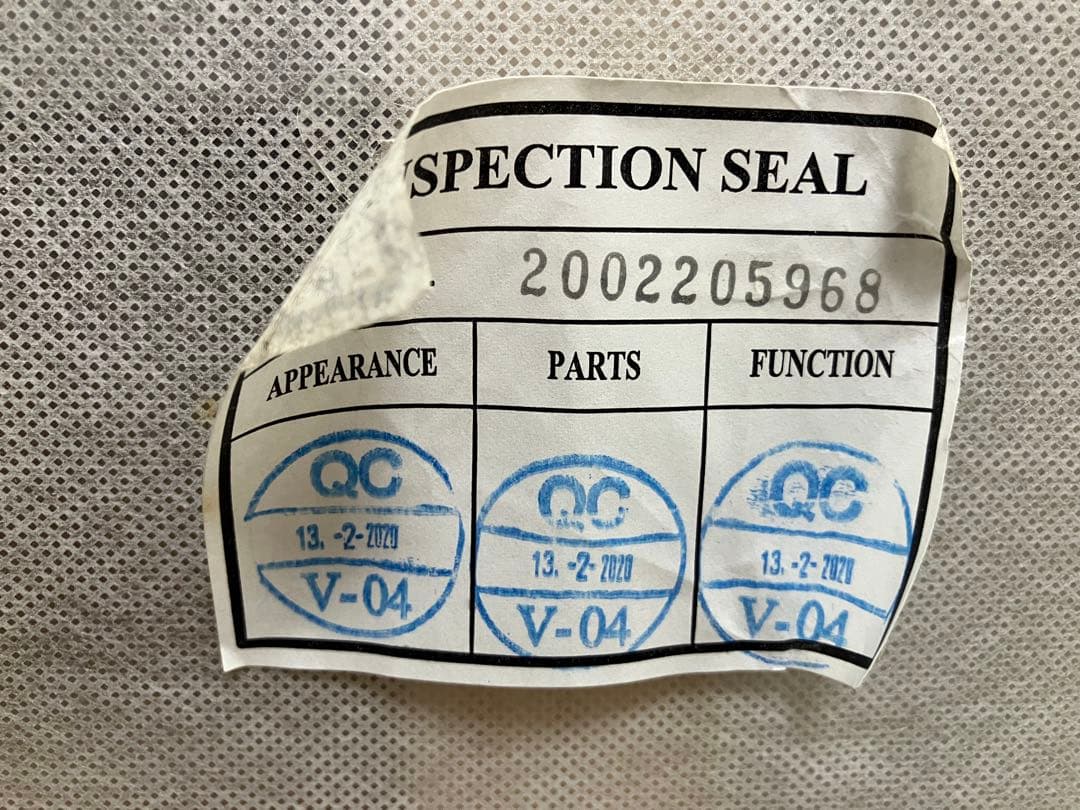 NSPECTION SEAL
. 2002205968
APPEARANCE PARTS FUNCTION
QC QC QC
13. -2- 2020 13. -2- 2020 13. -2- 2020
V-04 V-04 V-04